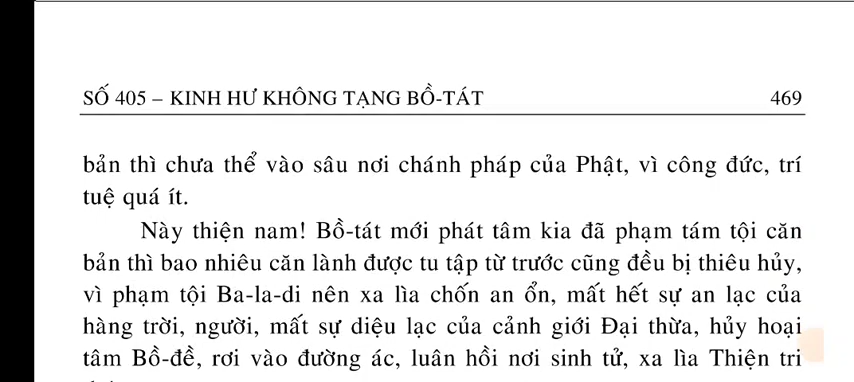 SỐ 405 – KINH HƯ KHÔNG TẠNG BỒ-TÁT 469
bản thì chưa thể vào sâu nơi chánh pháp của Phật, vì công đức, trí
tuệ quá ít.
Này thiện nam! Bồ-tát mới phát tâm kia đã phạm tám tội căn
bản thì bao nhiêu căn lành được tu tập từ trước cũng đều bị thiêu hủy,
vì phạm tội Ba-la-di nên xa lìa chốn an ổn, mất hết sự an lạc của
hàng trời, người, mất sự diệu lạc của cảnh giới Đại thừa, hủy hoại
tâm Bồ-đề, rơi vào đường ác, luân hồi nơi sinh tử, xa lìa Thiện tri